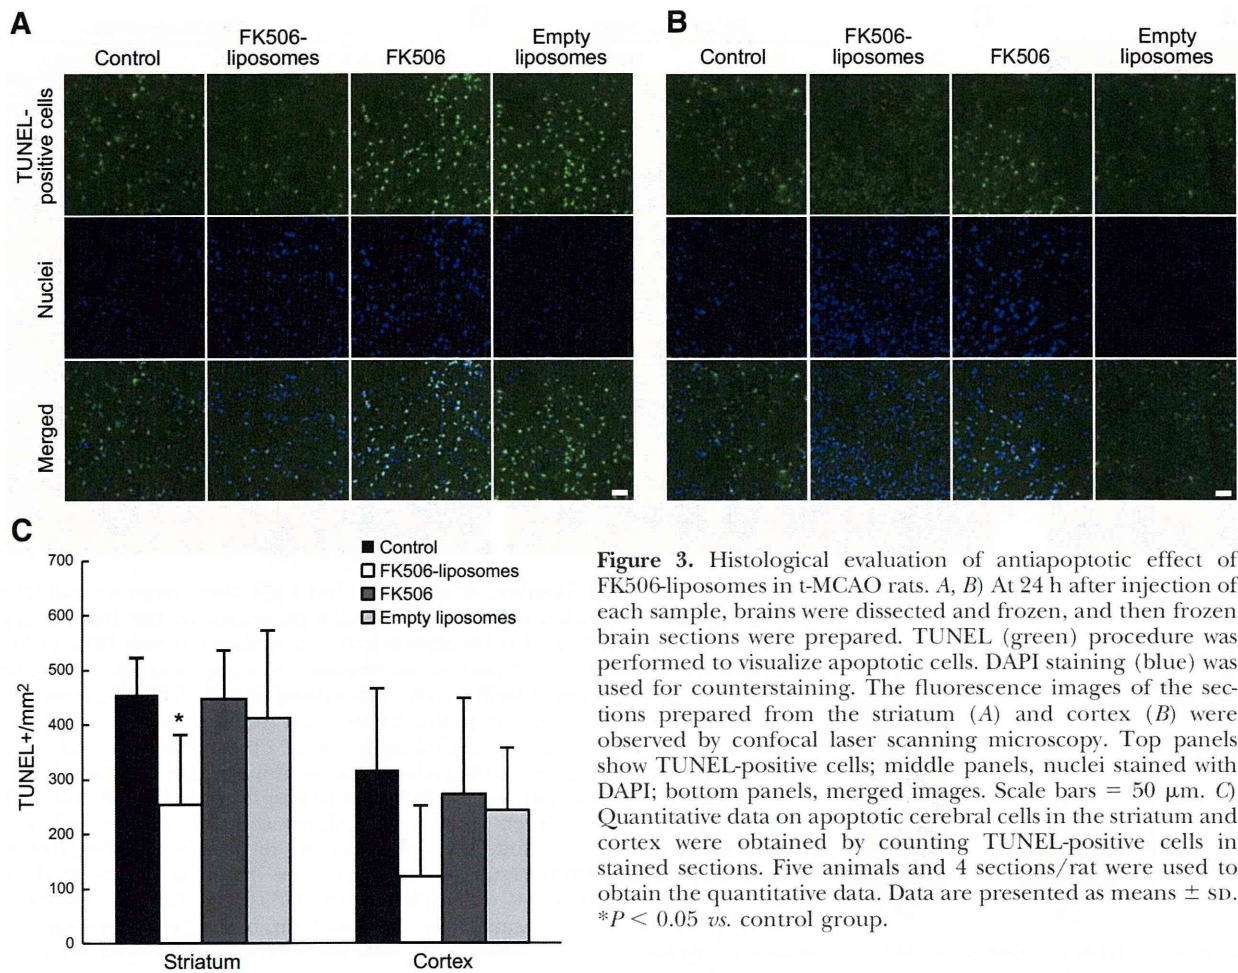 A
B
Control
FK506-
liposomes
FK506
Empty
liposomes
Control
FK506-
liposomes
FK506
Empty
liposomes
TUNEL-
positive cells
Nuclei
Merged
C
Control
FK506-liposomes
FK506
Empty liposomes
TUNEL+/mm2
700
600
500
400
300
200
100
0
*
Striatum
Cortex
Figure 3. Histological evaluation of antiapoptotic effect of
FK506-liposomes in t-MCAO rats. A, B) At 24 h after injection of
each sample, brains were dissected and frozen, and then frozen
brain sections were prepared. TUNEL (green) procedure was
performed to visualize apoptotic cells. DAPI staining (blue) was
used for counterstaining. The fluorescence images of the sec-
tions prepared from the striatum (A) and cortex (B) were
observed by confocal laser scanning microscopy. Top panels
show TUNEL-positive cells; middle panels, nuclei stained with
DAPI; bottom panels, merged images. Scale bars = 50 μm. C)
Quantitative data on apoptotic cerebral cells in the striatum and
cortex were obtained by counting TUNEL-positive cells in
stained sections. Five animals and 4 sections/rat were used to
obtain the quantitative data. Data are presented as means ± SD.
*P < 0.05 vs. control group.